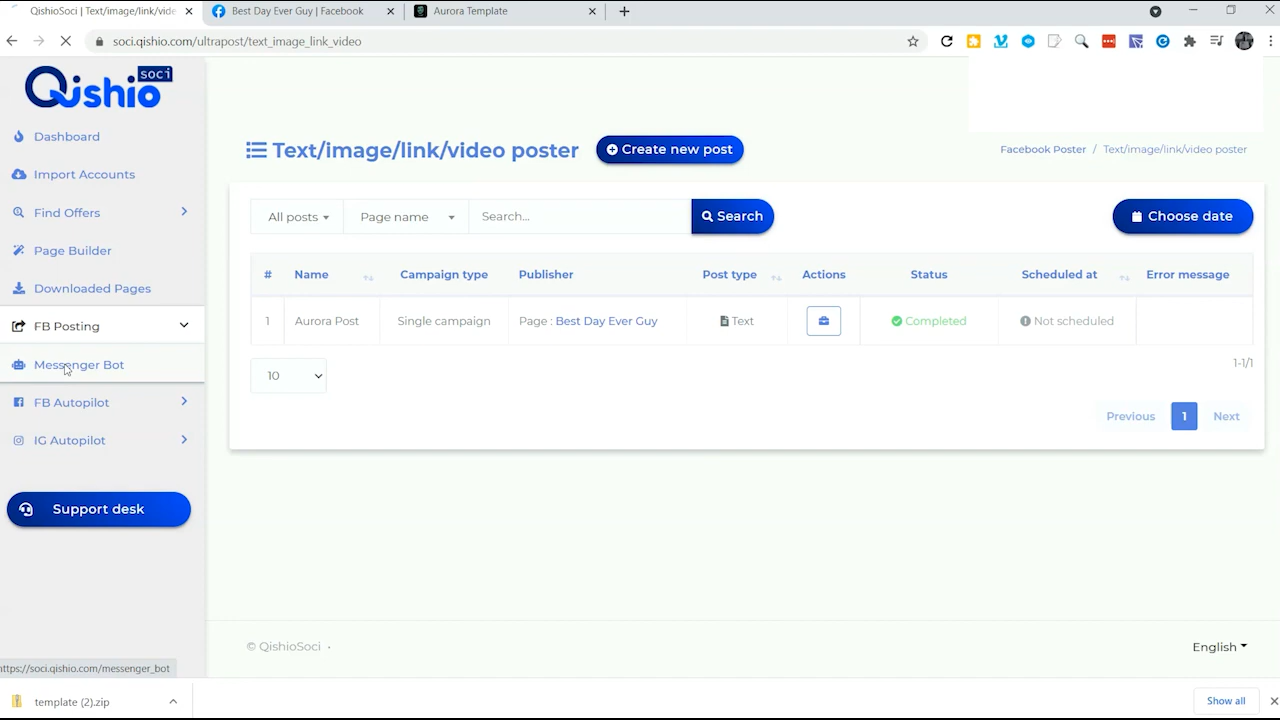 QishioSoci | Text/image/link/vide
Best Day Ever Guy | Facebook
Aurora Template
soci.qishio.com/ultrapost/text_image_link_video
Qishio soci
Dashboard
Import Accounts
Find Offers
Page Builder
Downloaded Pages
FB Posting
Messenger Bot
FB Autopilot
IG Autopilot
Support desk
Text/image/link/video poster
Create new post
Facebook Poster / Text/image/link/video poster
All posts
Page name
Search...
Search
Choose date
# Name Campaign type Publisher Post type Actions Status Scheduled at Error message
1 Aurora Post Single campaign Page : Best Day Ever Guy Text Completed Not scheduled
10
1-1/1
Previous 1 Next
© QishioSoci ·
English
https://soci.qishio.com/messenger_bot
template (2).zip
Show all